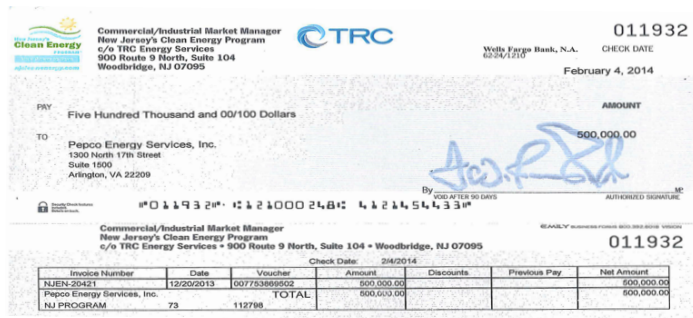 New Jersey's
Clean Energy
PROGRAM
Commercial/Industrial Market Manager
New Jersey's Clean Energy Program
c/o TRC Energy Services
900 Route 9 North, Suite 104
Woodbridge, NJ 07095
TRC
Wells Fargo Bank, N.A.
62-24/1210
011932
CHECK DATE
February 4, 2014
PAY
Five Hundred Thousand and 00/100 Dollars
AMOUNT
500,000.00
TO
Pepco Energy Services, Inc.
1300 North 17th Street
Suite 1500
Arlington, VA 22209
By
MP
VOID AFTER 90 DAYS
AUTHORIZED SIGNATURE
⑈011932⑈ ⑆121000248⑆ 4121454433⑈
Commercial/Industrial Market Manager
New Jersey's Clean Energy Program
c/o TRC Energy Services • 900 Route 9 North, Suite 104 • Woodbridge, NJ 07095
011932
Check Date: 2/4/2014
Invoice Number Date Voucher Amount Discounts Previous Pay Net Amount
NJEN-20421 12/20/2013 007753869502 500,000.00 500,000.00
Pepco Energy Services, Inc. TOTAL 500,000.00 500,000.00
NJ PROGRAM 73 112798